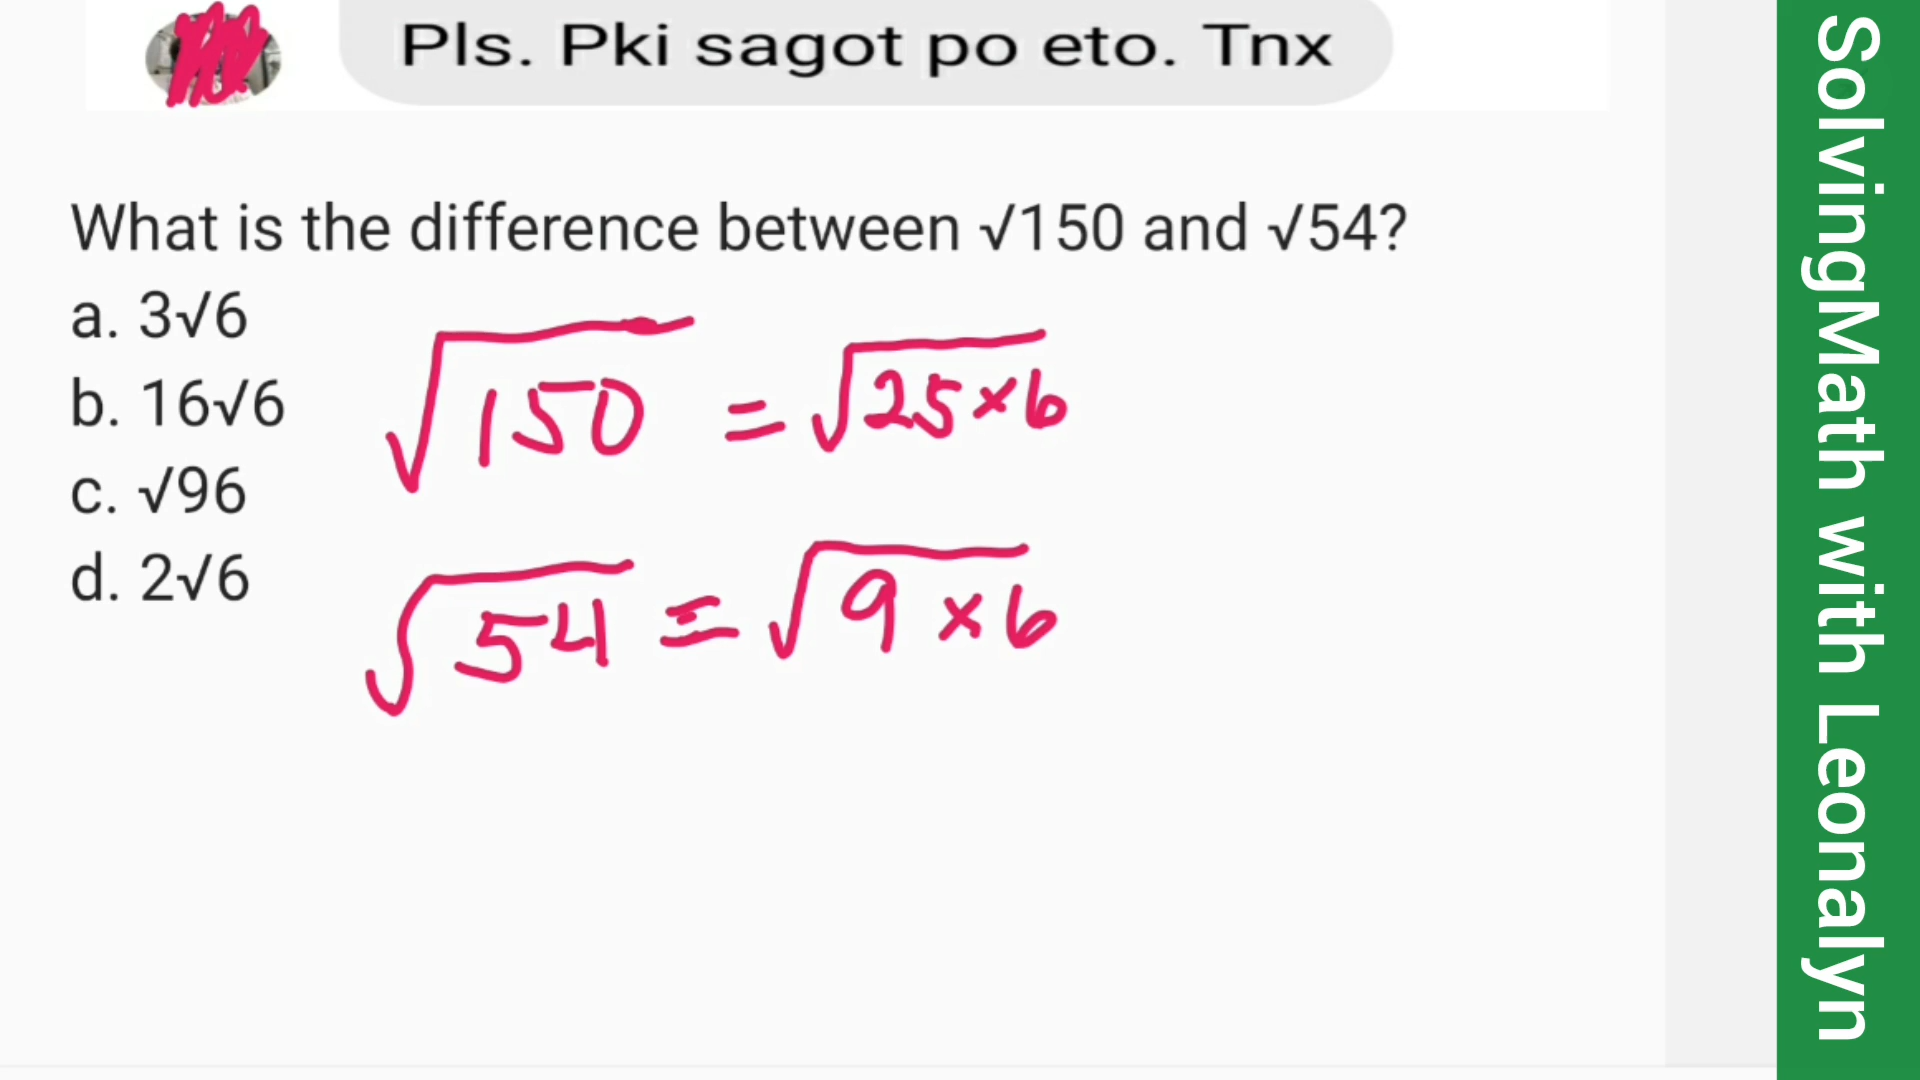 Pls. Pki sagot po eto. Tnx
What is the difference between √150 and √54?
a. 3√6
b. 16√6
c. √96
d. 2√6
√150 = √25×6
√54 = √9×6
SolvingMath with Leonalyn